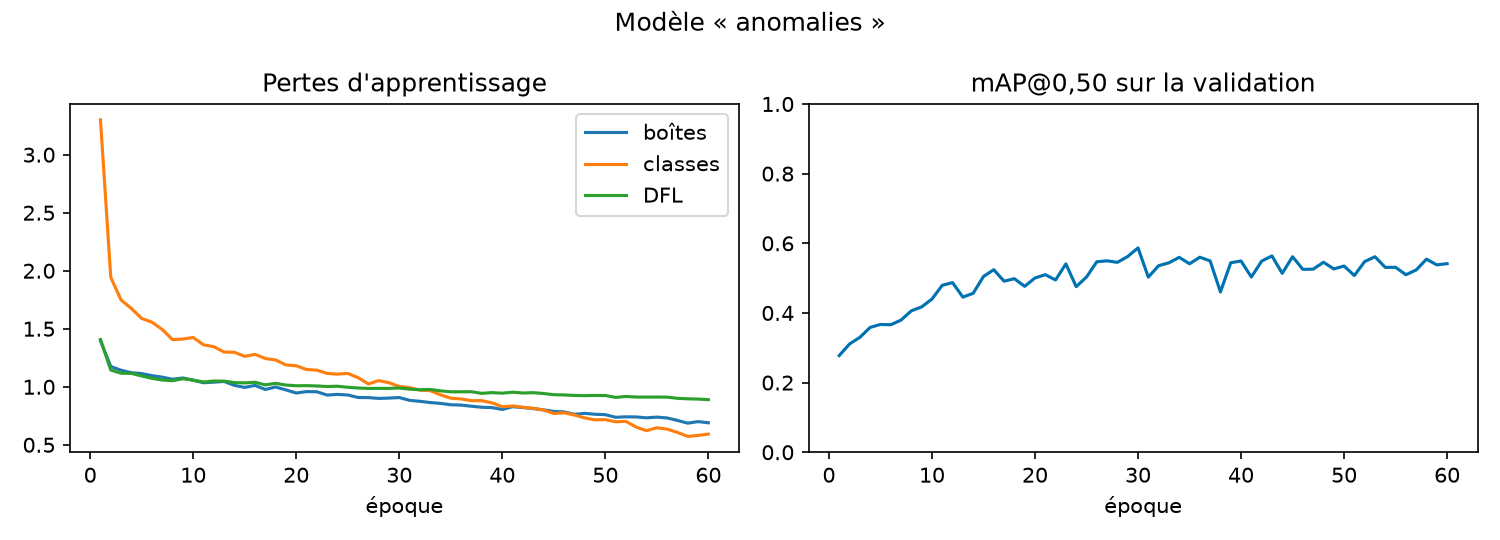 Modèle « anomalies »
Pertes d'apprentissage
3.0
2.5
2.0
1.5
1.0
0.5
0 10 20 30 40 50 60
époque
boîtes
classes
DFL
mAP@0,50 sur la validation
1.0
0.8
0.6
0.4
0.2
0.0
0 10 20 30 40 50 60
époque